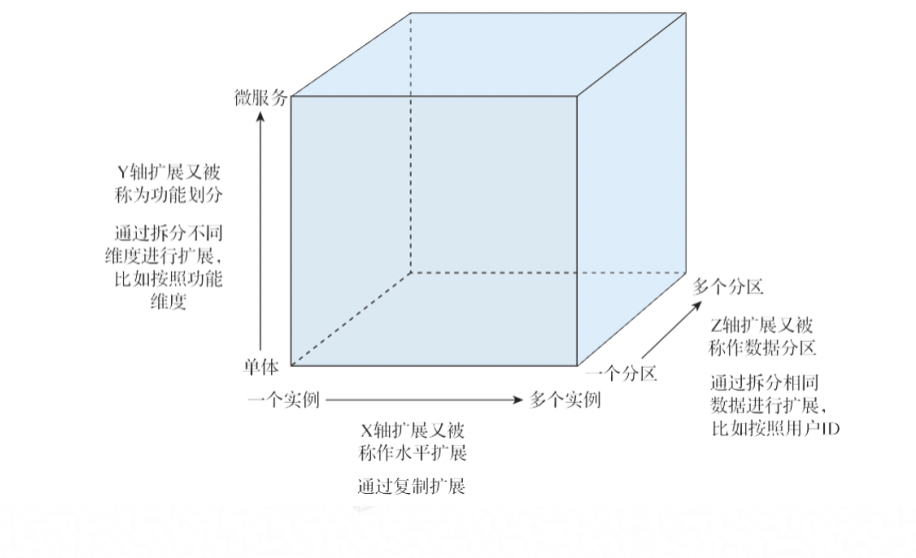 微服务
Y轴扩展又被
称为功能划分
通过拆分不同
维度进行扩展，
比如按照功能
维度
单体
一个实例
多个实例
X轴扩展又被
称作水平扩展
通过复制扩展
一个分区
多个分区
Z轴扩展又被
称作数据分区
通过拆分相同
数据进行扩展，
比如按照用户ID